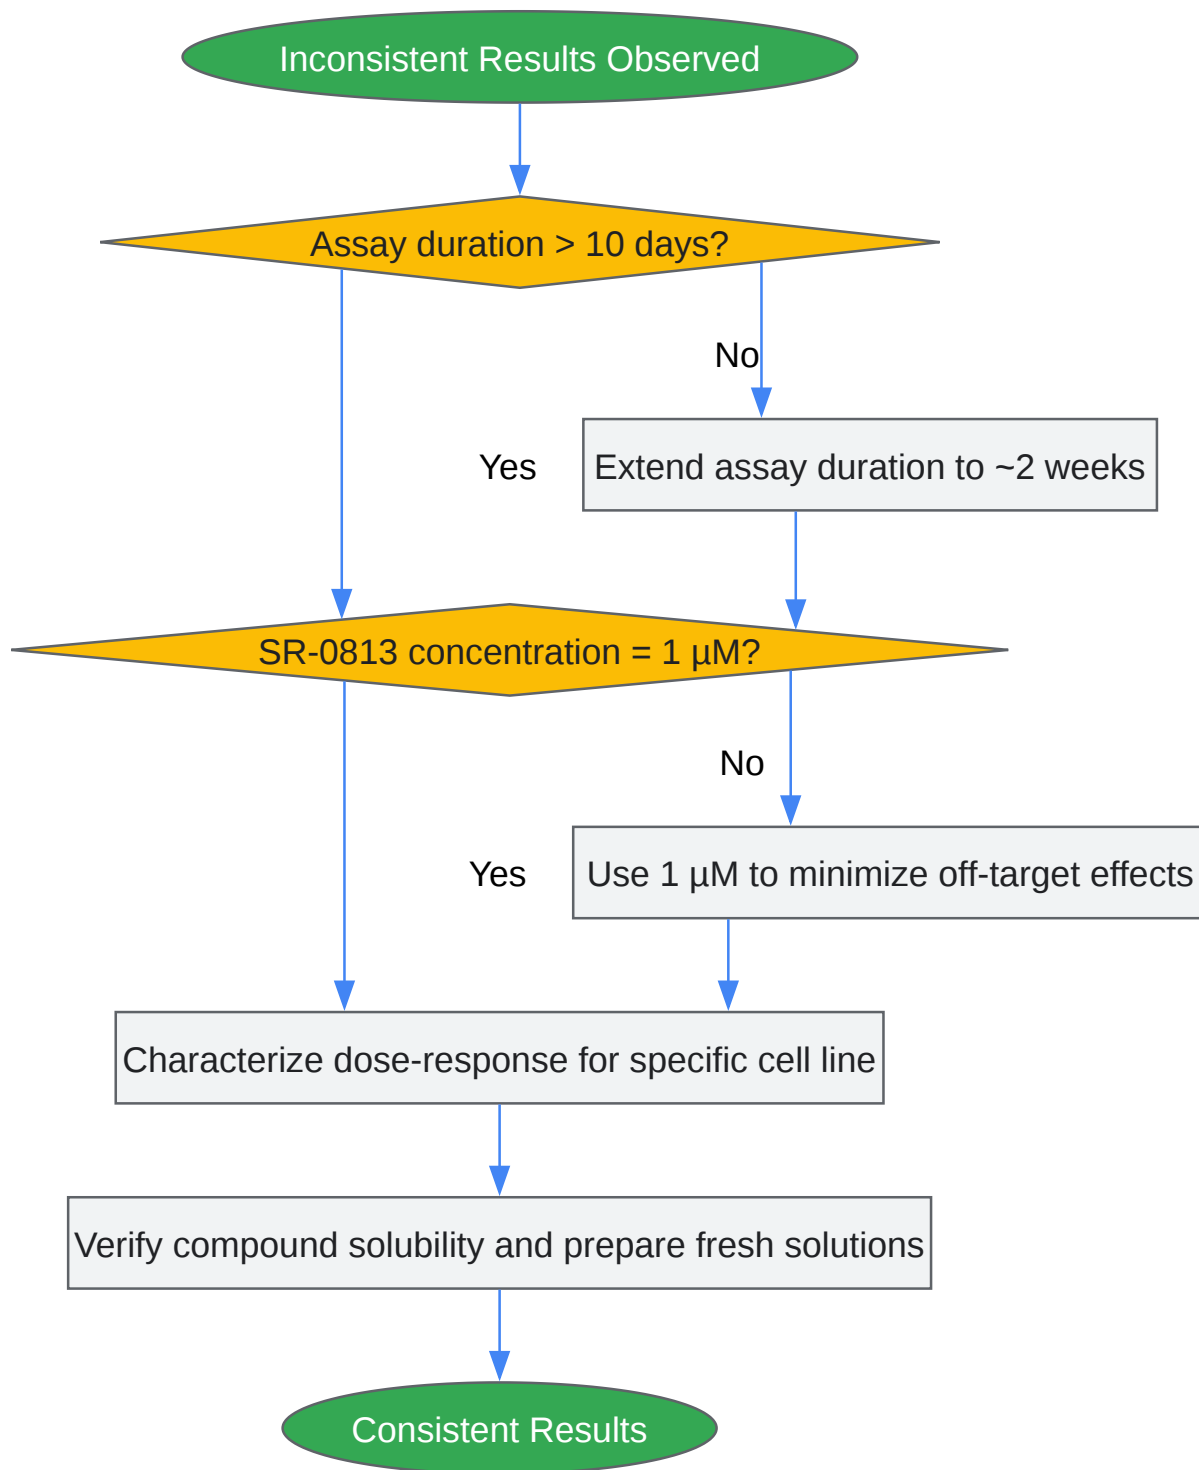 Inconsistent Results Observed
Assay duration > 10 days?
No
Yes
Extend assay duration to ~2 weeks
SR-0813 concentration = 1 µM?
No
Yes
Use 1 µM to minimize off-target effects
Characterize dose-response for specific cell line
Verify compound solubility and prepare fresh solutions
Consistent Results